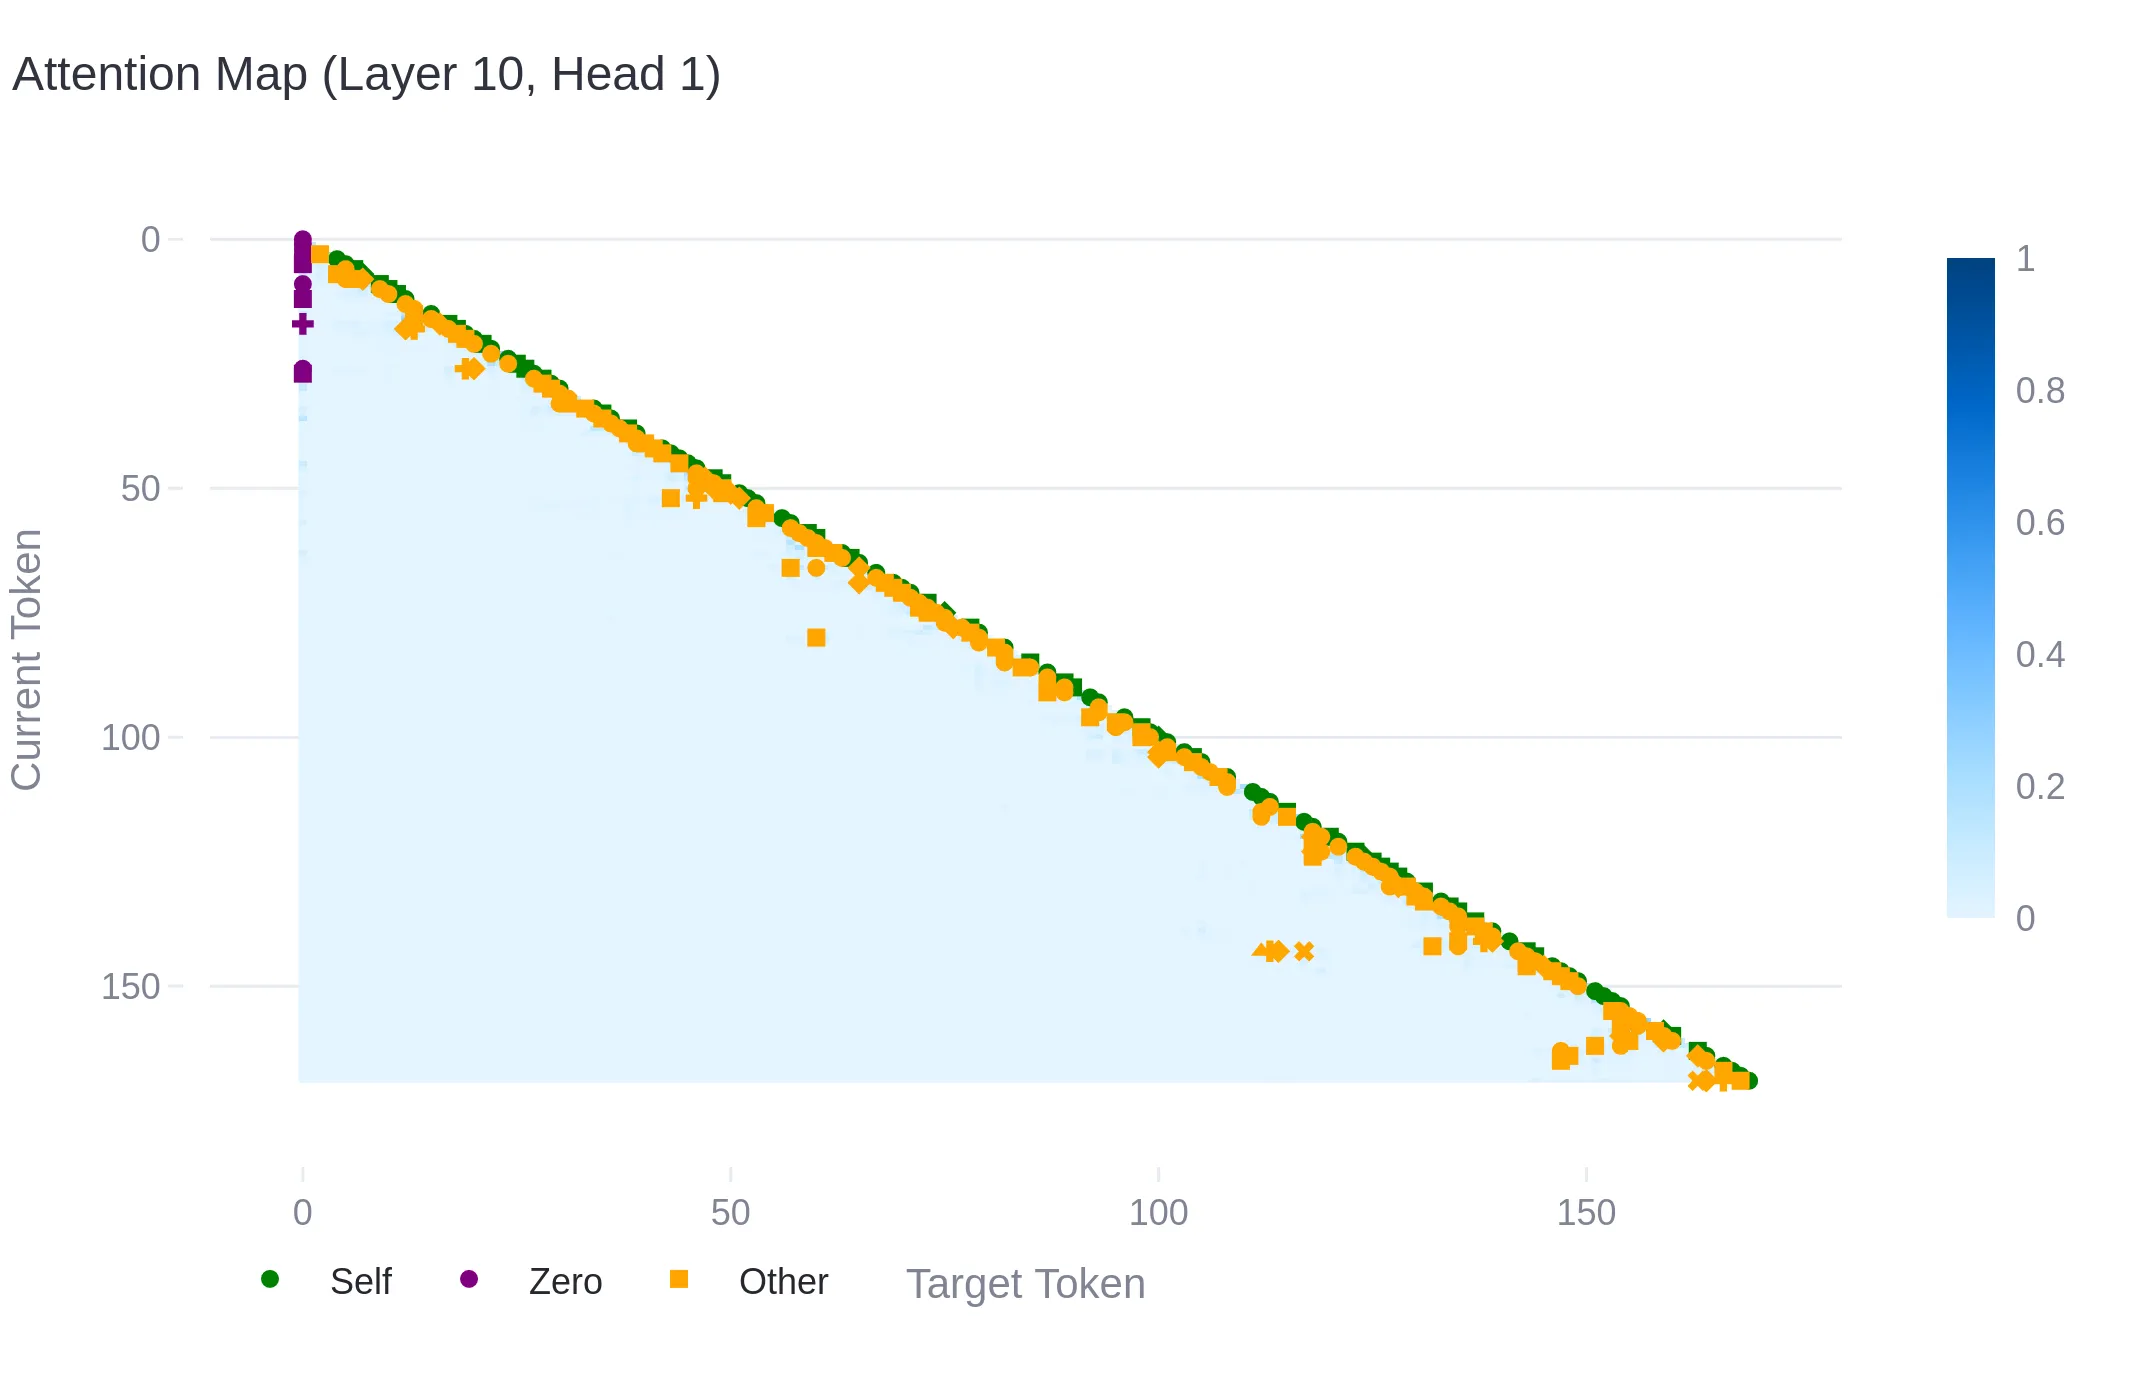 Attention Map (Layer 10, Head 1)
Current Token
0
50
100
150
0
50
100
150
Self
Zero
Other
Target Token
1
0.8
0.6
0.4
0.2
0